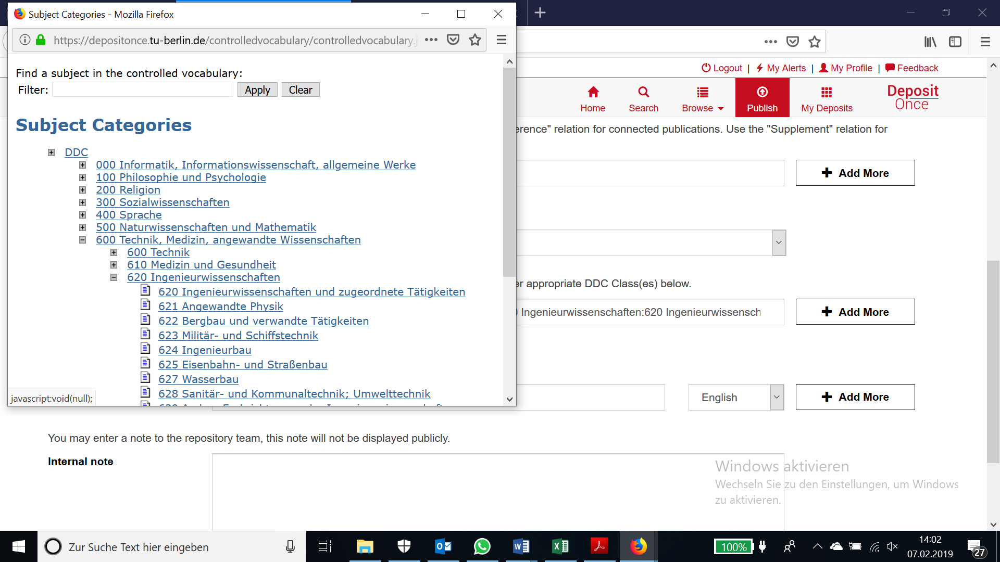 Subject Categories - Mozilla Firefox
https://depositonce.tu-berlin.de/controlledvocabulary/controlledvocabulary.j
Find a subject in the controlled vocabulary:
Filter: Apply Clear
Subject Categories
DDC
000 Informatik, Informationswissenschaft, allgemeine Werke
100 Philosophie und Psychologie
200 Religion
300 Sozialwissenschaften
400 Sprache
500 Naturwissenschaften und Mathematik
600 Technik, Medizin, angewandte Wissenschaften
600 Technik
610 Medizin und Gesundheit
620 Ingenieurwissenschaften
620 Ingenieurwissenschaften und zugeordnete Tätigkeiten
621 Angewandte Physik
622 Bergbau und verwandte Tätigkeiten
623 Militär- und Schiffstechnik
624 Ingenieurbau
625 Eisenbahn- und Straßenbau
627 Wasserbau
628 Sanitär- und Kommunaltechnik; Umwelttechnik
javascript:void(null);
Logout | My Alerts | My Profile | Feedback
Home
Search
Browse
Publish
My Deposits
Deposit
Once
erence" relation for connected publications. Use the "Supplement" relation for
Add More
er appropriate DDC Class(es) below.
Ingenieurwissenschaften:620 Ingenieurwissensch
Add More
English
Add More
You may enter a note to the repository team, this note will not be displayed publicly.
Internal note
Windows aktivieren
Wechseln Sie zu den Einstellungen, um Windows
zu aktivieren.
Zur Suche Text hier eingeben
100%
14:02
07.02.2019
27